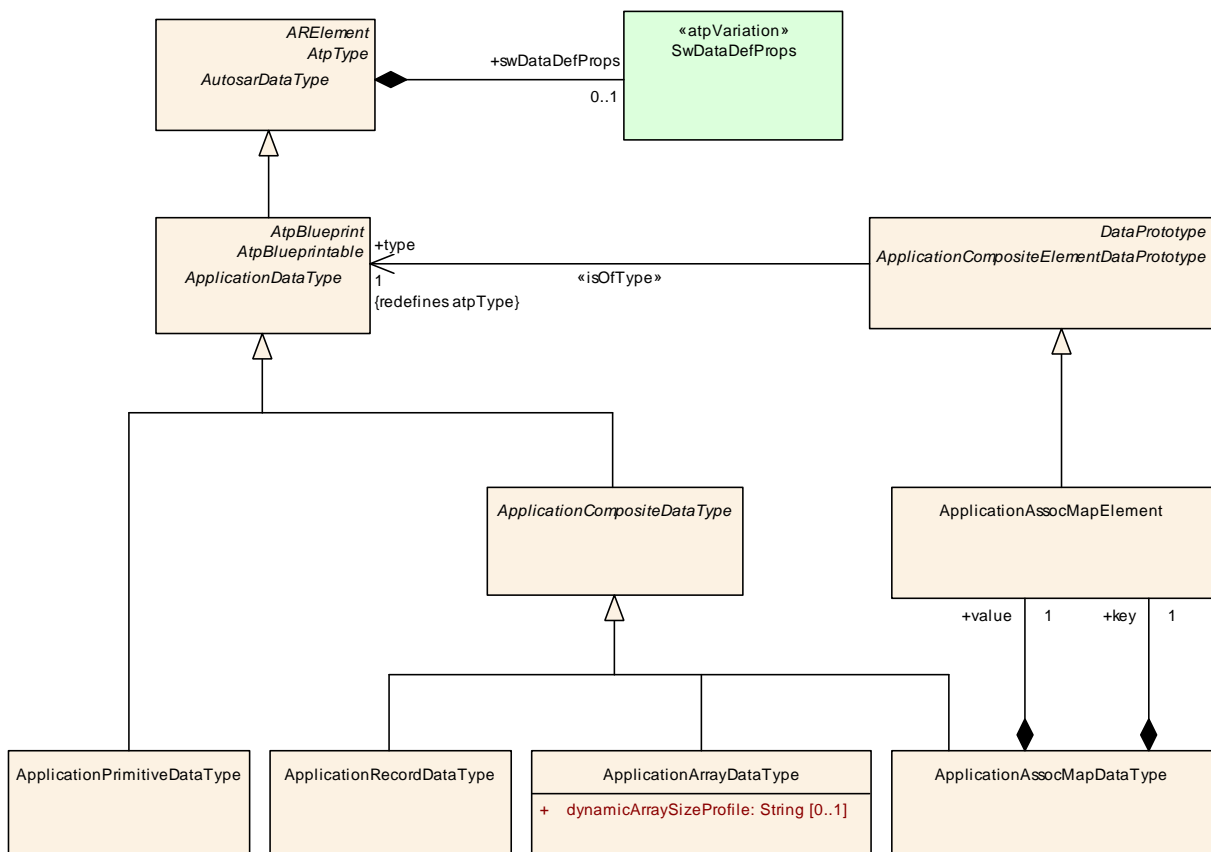 ARElement
AtpType
AutosarDataType
+swDataDefProps
0..1
«atpVariation»
SwDataDefProps
AtpBlueprint
AtpBlueprintable
ApplicationDataType
+type
1
{redefines atpType}
«isOfType»
DataPrototype
ApplicationCompositeElementDataPrototype
ApplicationCompositeDataType
ApplicationAssocMapElement
+value 1
+key 1
ApplicationPrimitiveDataType
ApplicationRecordDataType
ApplicationArrayDataType
+ dynamicArraySizeProfile: String [0..1]
ApplicationAssocMapDataType